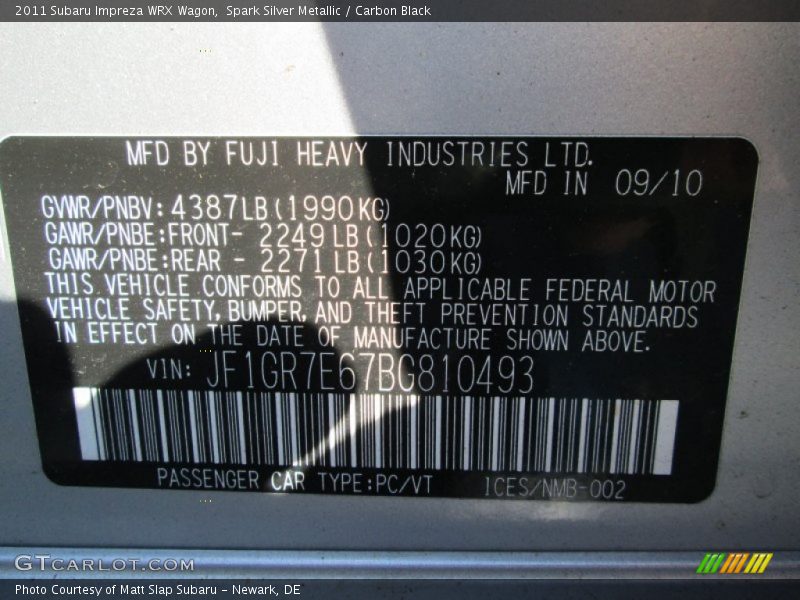 2011 Subaru Impreza WRX Wagon,  Spark Silver Metallic / Carbon Black
MFD BY FUJI HEAVY INDUSTRIES LTD.
MFD IN 09/10
GVWR/PNBV: 4387LB(1990KG)
GAWR/PNBE:FRONT- 2249LB(1020KG)
GAWR/PNBE:REAR - 2271LB(1030KG)
THIS VEHICLE CONFORMS TO ALL APPLICABLE FEDERAL MOTOR
VEHICLE SAFETY, BUMPER, AND THEFT PREVENTION STANDARDS
IN EFFECT ON THE DATE OF MANUFACTURE SHOWN ABOVE.
VIN: JF1GR7E67BG810493
PASSENGER CAR TYPE:PC/VT ICES/NMB-002
GTCARLOT.COM
Photo Courtesy of Matt Slap Subaru - Newark, DE